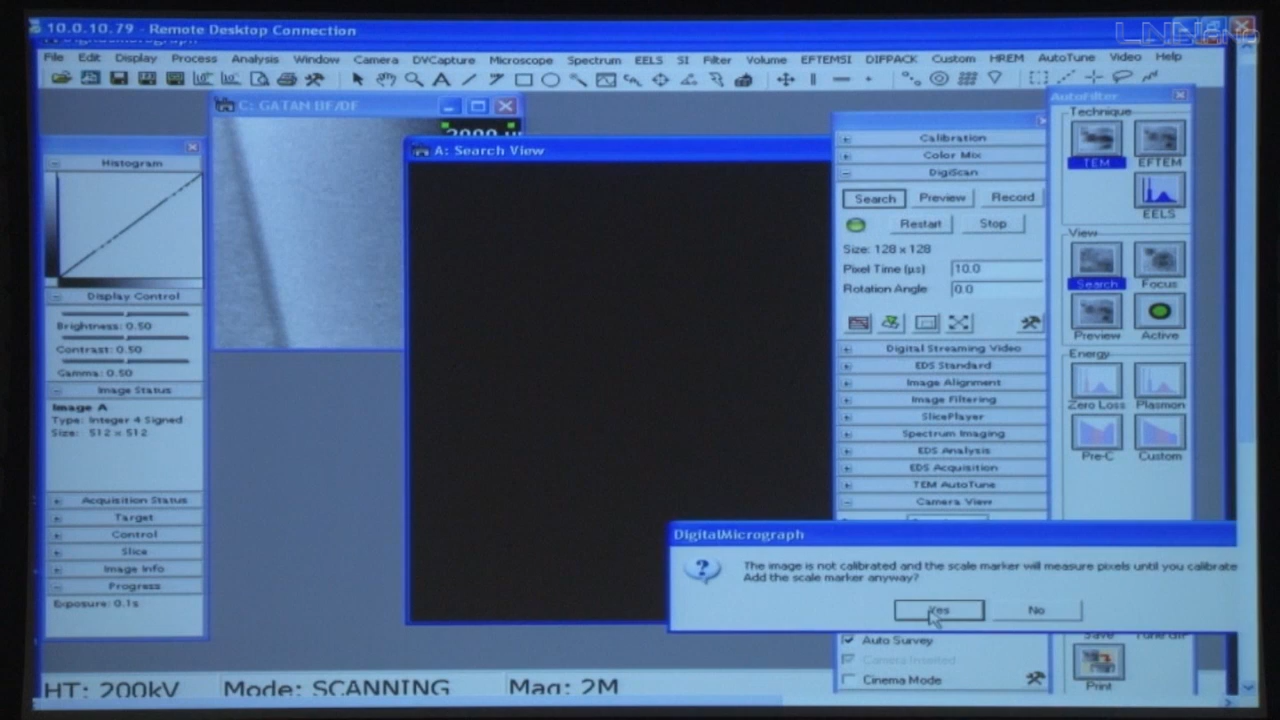 10.0.10.79 - Remote Desktop Connection
LNNano
File Edit Display Process Analysis Window Camera DVCapture Microscope Spectrum EELS SI Filter Volume EFTEMSI DIFPACK Custom HREM AutoTune Video Help
C: GATAN BF/DF
A: Search View
Histogram
Display Control
Brightness: 0.50
Contrast: 0.50
Gamma: 0.50
Image Status
Image A
Type: Integer 4 Signed
Size: 512 x 512
Acquisition Status
Target
Control
Slice
Image Info
Progress
Exposure: 0.1s
Calibration
Color Mix
DigiScan
Search Preview Record
Restart Stop
Size: 128 x 128
Pixel Time (µs) 10.0
Rotation Angle 0.0
Digital Streaming Video
EDS Standard
Image Alignment
Image Filtering
SlicePlayer
Spectrum Imaging
EDS Analysis
EDS Acquisition
TEM AutoTune
Camera View
AutoFilter
Technique
TEM EFTEM
EELS
View
Search Focus
Preview Active
Energy
Zero Loss Plasmon
Pre-C Custom
DigitalMicrograph
The image is not calibrated and the scale marker will measure pixels until you calibrate
Add the scale marker anyway?
Yes No
Auto Survey
Camera Inserted
Cinema Mode
Save
Print
HT: 200kV Mode: SCANNING Mag: 2M